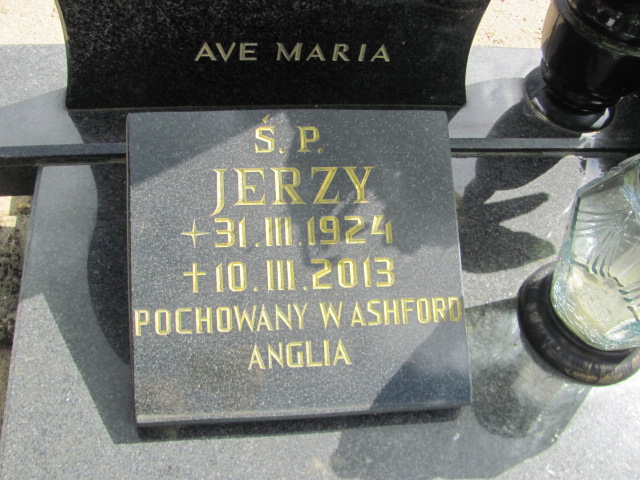 AVE MARIA
Ś. P.
JERZY
+31.III.1924
+10.III.2013
POCHOWANY W ASHFORD
ANGLIA